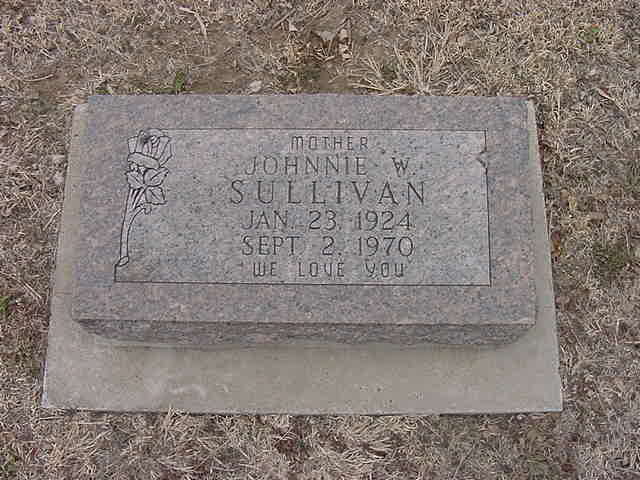 MOTHER
JOHNNIE W.
SULLIVAN
JAN. 23, 1924
SEPT. 2, 1970
WE LOVE YOU